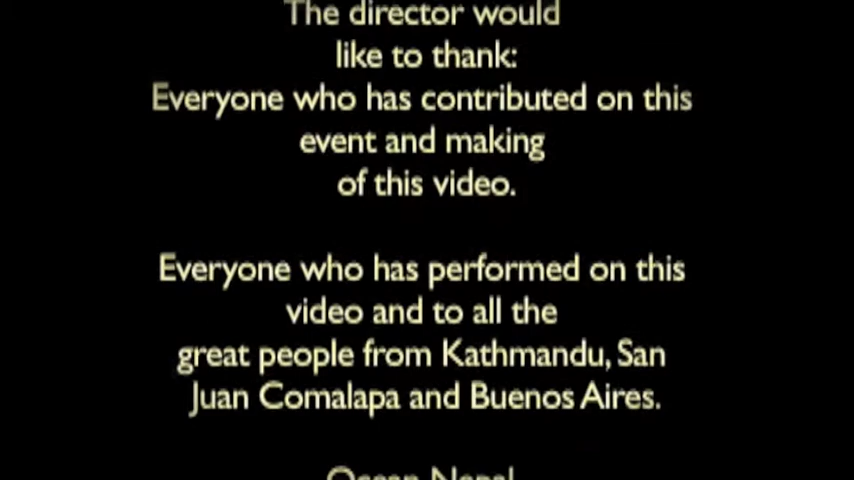 The director would
like to thank:
Everyone who has contributed on this
event and making
of this video.
Everyone who has performed on this
video and to all the
great people from Kathmandu, San
Juan Comalapa and Buenos Aires.
Ocean Nepal